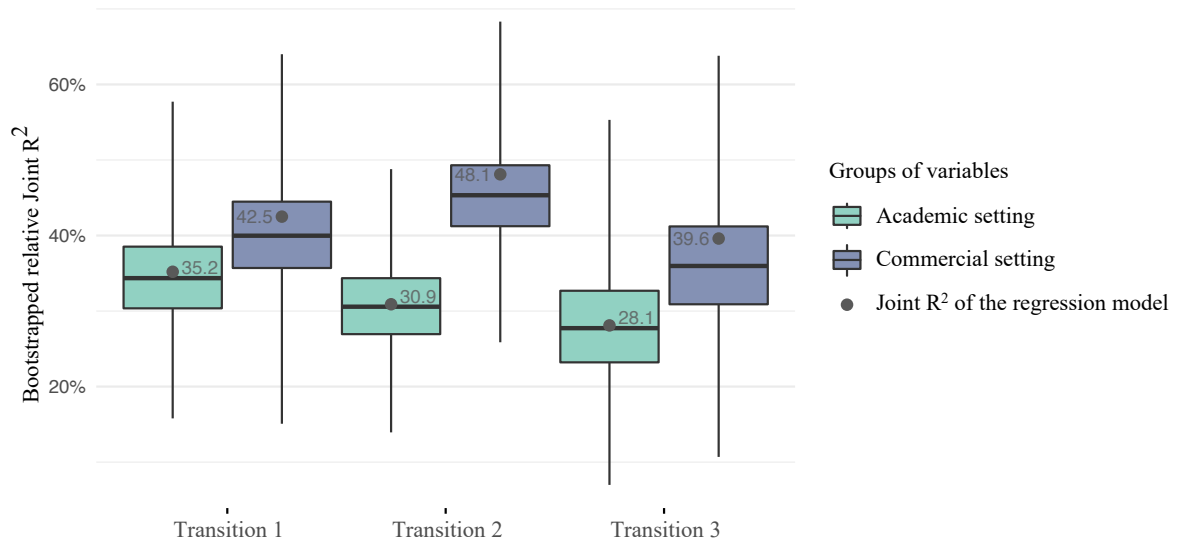 Bootstrapped relative Joint R²
60%
40%
20%
35.2
42.5
30.9
48.1
28.1
39.6
Transition 1
Transition 2
Transition 3
Groups of variables
Academic setting
Commercial setting
Joint R² of the regression model